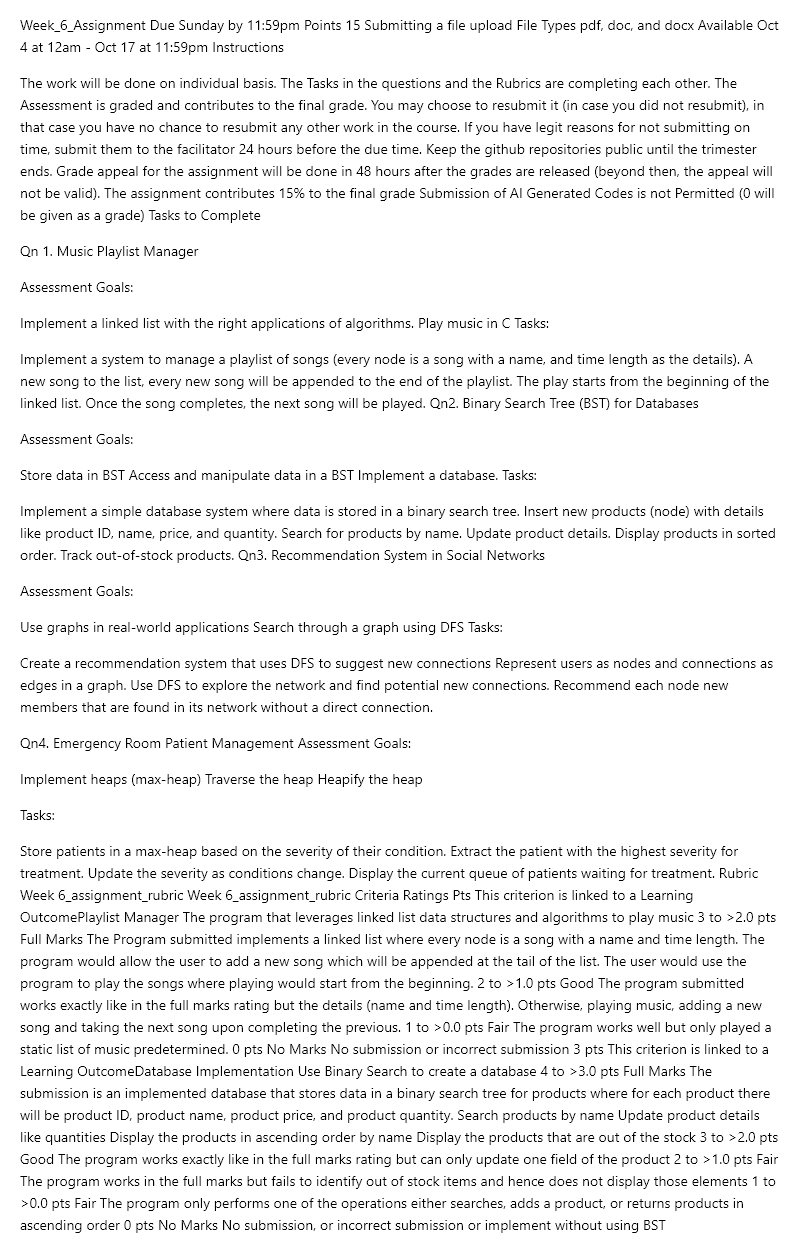 Week_6_Assignment Due Sunday by 11:59pm Points 15 Submitting a file upload File Types pdf, doc, and docx Available Oct
4 at 12am - Oct 17 at 11:59pm Instructions
The work will be done on individual basis. The Tasks in the questions and the Rubrics are completing each other. The
Assessment is graded and contributes to the final grade. You may choose to resubmit it (in case you did not resubmit), in
that case you have no chance to resubmit any other work in the course. If you have legit reasons for not submitting on
time, submit them to the facilitator 24 hours before the due time. Keep the github repositories public until the trimester
ends. Grade appeal for the assignment will be done in 48 hours after the grades are released (beyond then, the appeal will
not be valid). The assignment contributes 15% to the final grade Submission of AI Generated Codes is not Permitted (0 will
be given as a grade) Tasks to Complete
Qn 1. Music Playlist Manager
Assessment Goals:
Implement a linked list with the right applications of algorithms. Play music in C Tasks:
Implement a system to manage a playlist of songs (every node is a song with a name, and time length as the details). A
new song to the list, every new song will be appended to the end of the playlist. The play starts from the beginning of the
linked list. Once the song completes, the next song will be played. Qn2. Binary Search Tree (BST) for Databases
Assessment Goals:
Store data in BST Access and manipulate data in a BST Implement a database. Tasks:
Implement a simple database system where data is stored in a binary search tree. Insert new products (node) with details
like product ID, name, price, and quantity. Search for products by name. Update product details. Display products in sorted
order. Track out-of-stock products. Qn3. Recommendation System in Social Networks
Assessment Goals:
Use graphs in real-world applications Search through a graph using DFS Tasks:
Create a recommendation system that uses DFS to suggest new connections Represent users as nodes and connections as
edges in a graph. Use DFS to explore the network and find potential new connections. Recommend each node new
members that are found in its network without a direct connection.
Qn4. Emergency Room Patient Management Assessment Goals:
Implement heaps (max-heap) Traverse the heap Heapify the heap
Tasks:
Store patients in a max-heap based on the severity of their condition. Extract the patient with the highest severity for
treatment. Update the severity as conditions change. Display the current queue of patients waiting for treatment. Rubric
Week 6_assignment_rubric Week 6_assignment_rubric Criteria Ratings Pts This criterion is linked to a Learning
OutcomePlaylist Manager The program that leverages linked list data structures and algorithms to play music 3 to >2.0 pts
Full Marks The Program submitted implements a linked list where every node is a song with a name and time length. The
program would allow the user to add a new song which will be appended at the tail of the list. The user would use the
program to play the songs where playing would start from the beginning. 2 to >1.0 pts Good The program submitted
works exactly like in the full marks rating but the details (name and time length). Otherwise, playing music, adding a new
song and taking the next song upon completing the previous. 1 to >0.0 pts Fair The program works well but only played a
static list of music predetermined. 0 pts No Marks No submission or incorrect submission 3 pts This criterion is linked to a
Learning OutcomeDatabase Implementation Use Binary Search to create a database 4 to >3.0 pts Full Marks The
submission is an implemented database that stores data in a binary search tree for products where for each product there
will be product ID, product name, product price, and product quantity. Search products by name Update product details
like quantities Display the products in ascending order by name Display the products that are out of the stock 3 to >2.0 pts
Good The program works exactly like in the full marks rating but can only update one field of the product 2 to >1.0 pts Fair
The program works in the full marks but fails to identify out of stock items and hence does not display those elements 1 to
>0.0 pts Fair The program only performs one of the operations either searches, adds a product, or returns products in
ascending order 0 pts No Marks No submission, or incorrect submission or implement without using BST